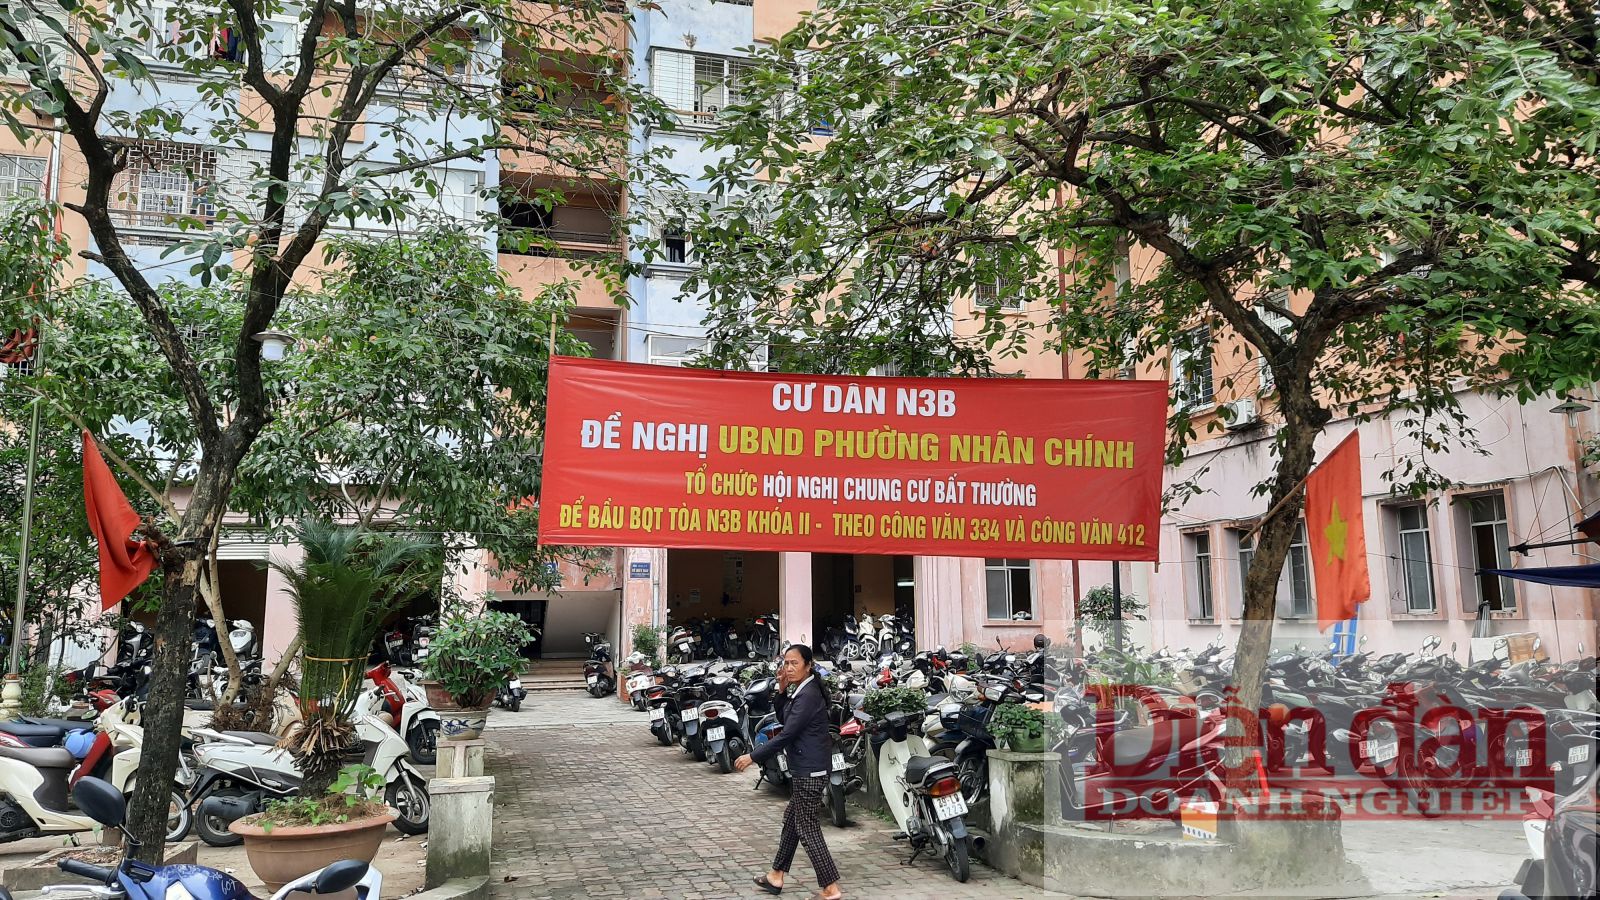 CƯ DÂN N3B
ĐỀ NGHỊ UBND PHƯỜNG NHÂN CHÍNH
TỔ CHỨC HỘI NGHỊ CHUNG CƯ BẤT THƯỜNG
ĐỂ BẦU BQT TÒA N3B KHÓA II - THEO CÔNG VĂN 334 VÀ CÔNG VĂN 412
Diễn đàn
DOANH NGHIỆP